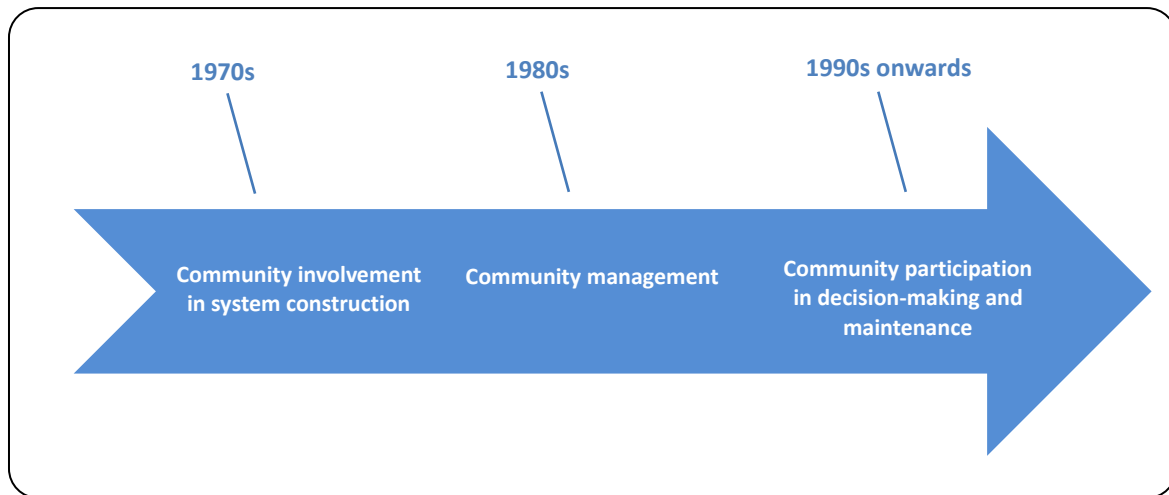 1970s
1980s
1990s onwards
Community involvement
in system construction
Community management
Community participation
in decision-making and
maintenance